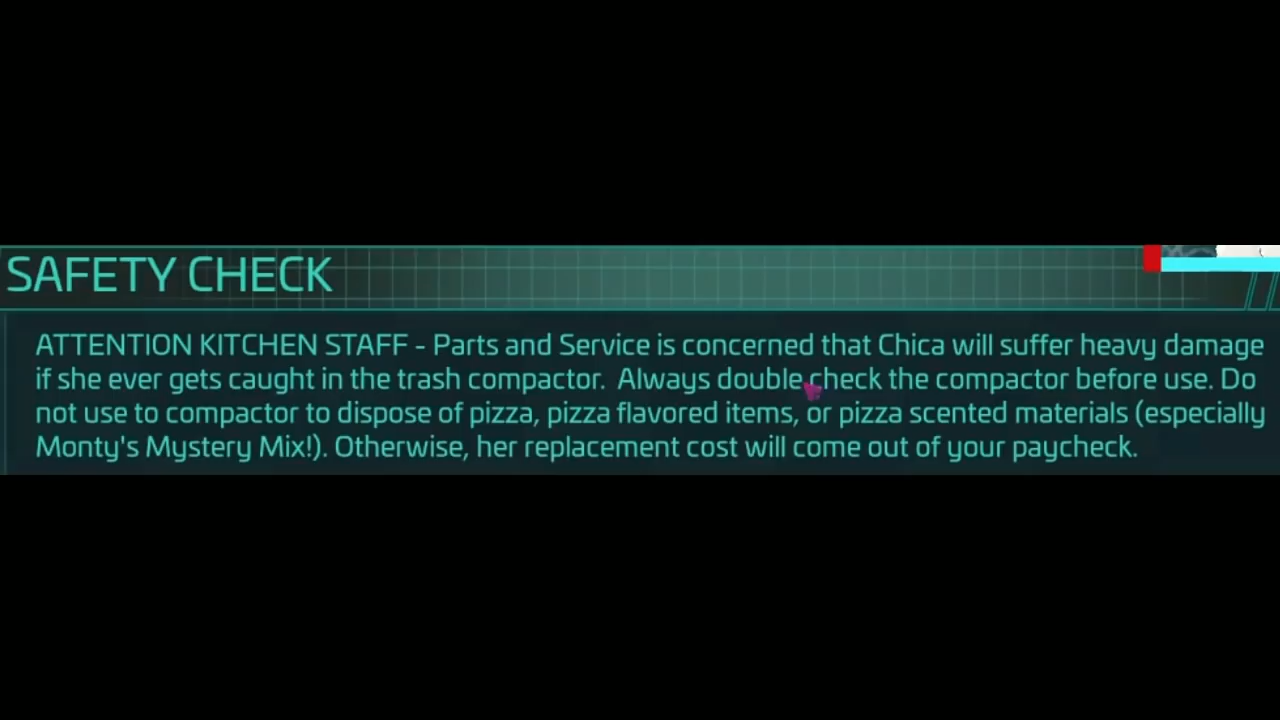 SAFETY CHECK
ATTENTION KITCHEN STAFF - Parts and Service is concerned that Chica will suffer heavy damage
if she ever gets caught in the trash compactor.  Always double check the compactor before use. Do
not use to compactor to dispose of pizza, pizza flavored items, or pizza scented materials (especially
Monty's Mystery Mix!). Otherwise, her replacement cost will come out of your paycheck.